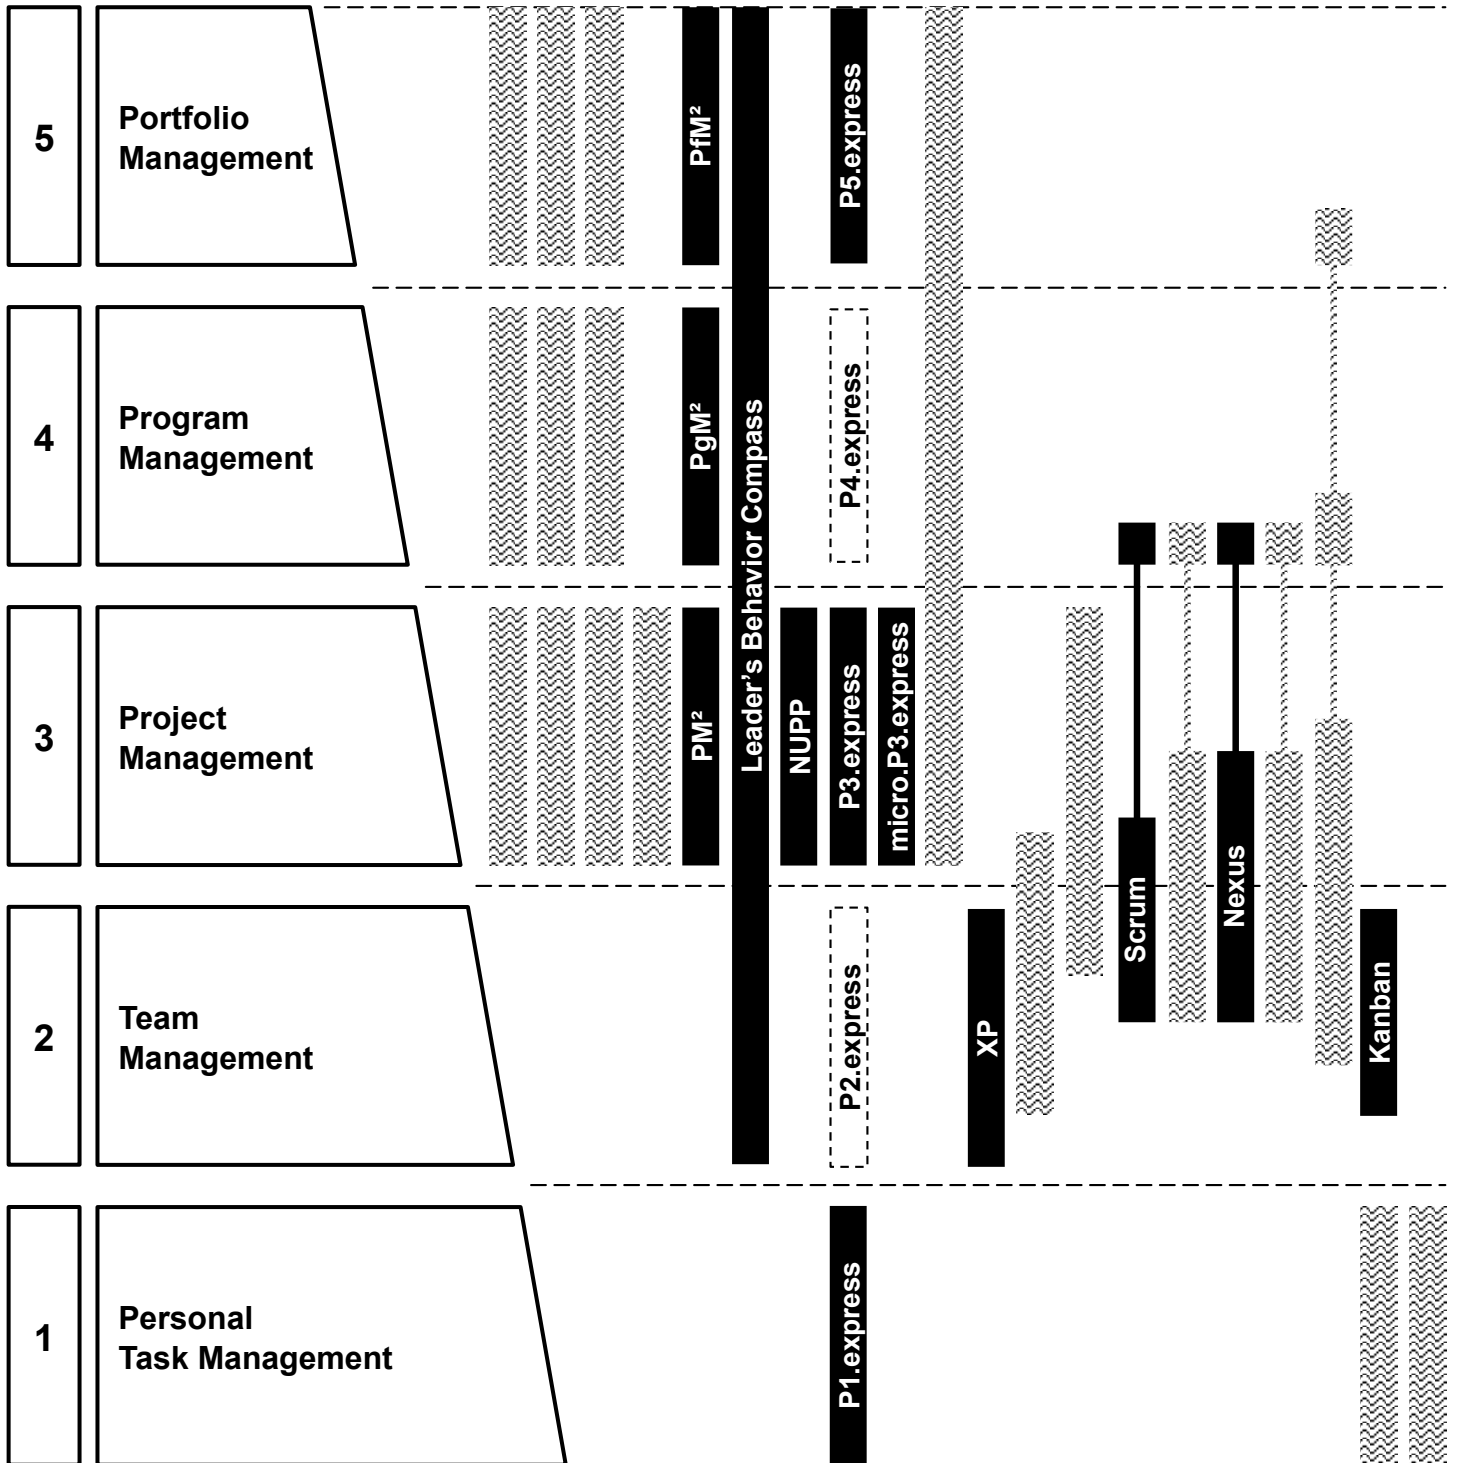 5
Portfolio
Management
PfM²
P5.express
4
Program
Management
PgM²
Leader's Behavior Compass
P4.express
3
Project
Management
PM²
NUPP
P3.express
micro.P3.express
Scrum
Nexus
2
Team
Management
P2.express
XP
Kanban
1
Personal
Task Management
P1.express